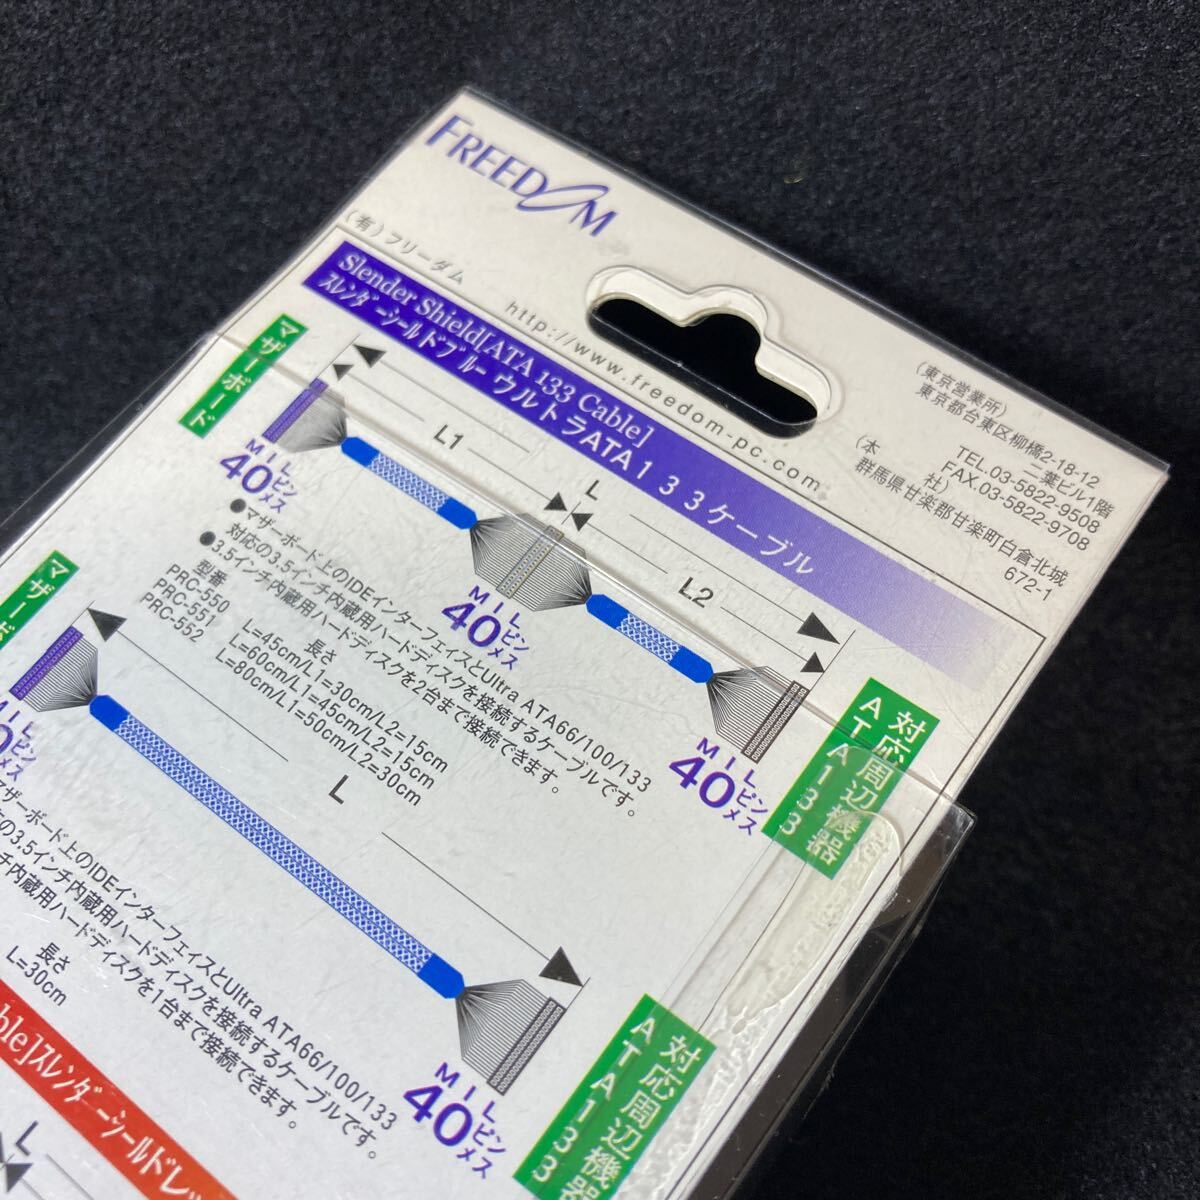 FREEDOM
(有)フリーダム
http://www.freedom-pc.com
(東京営業所)
東京都台東区柳橋2-18-12
二葉ビル1階
TEL.03-5822-9508
FAX.03-5822-9708
(本 社)
群馬県甘楽郡甘楽町白倉北城
672-1
Slender Shield[ATA 133 Cable]
スレンダーシールドブルー ウルトラATA133ケーブル
マザーボード
L1
L
L2
MIL
40ピンメス
MIL
40ピンメス
MIL
40ピンメス
対応周辺機器
ATA133
●マザーボード上のIDEインターフェイスとUltra ATA66/100/133
対応の3.5インチ内蔵用ハードディスクを接続するケーブルです。
●3.5インチ内蔵用ハードディスクを2台まで接続できます。
型番 長さ
PRC-550 L=45cm/L1=30cm/L2=15cm
PRC-551 L=60cm/L1=45cm/L2=15cm
PRC-552 L=80cm/L1=50cm/L2=30cm
マザーボ
L
MIL
0ピンメス
MIL
40ピンメス
対応周辺機器
ATA133
ザーボード上のIDEインターフェイスとUltra ATA66/100/133
の3.5インチ内蔵用ハードディスクを接続するケーブルです。
チ内蔵用ハードディスクを1台まで接続できます。
長さ
L=30cm
ble]スレンダーシールドレッ
L